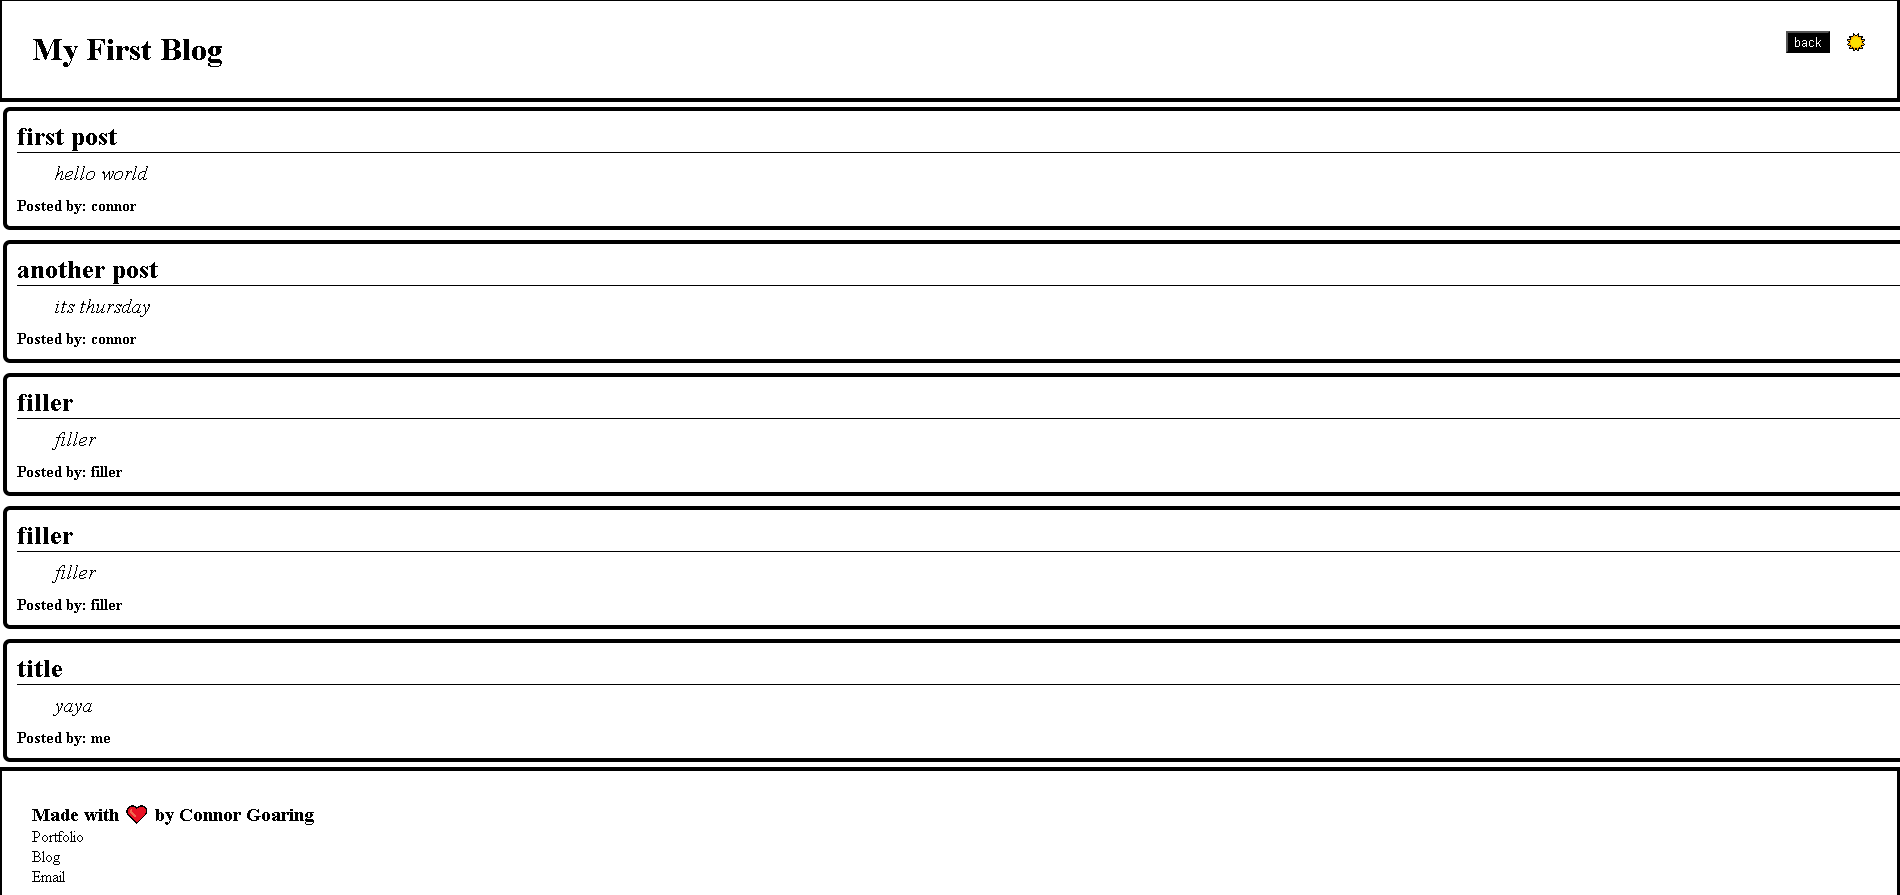 My First Blog
back
first post
hello world
Posted by: connor
another post
its thursday
Posted by: connor
filler
filler
Posted by: filler
filler
filler
Posted by: filler
title
yaya
Posted by: me
Made with ❤ by Connor Goaring
Portfolio
Blog
Email